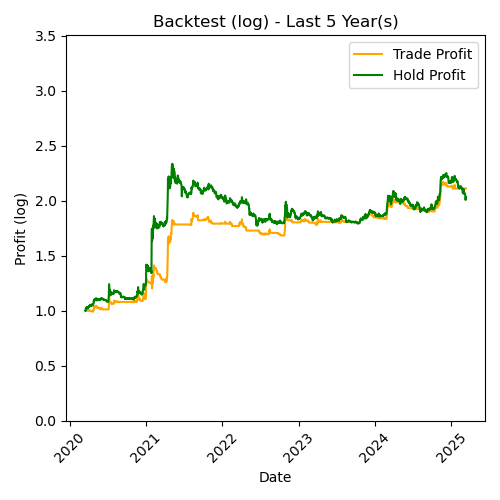 Backtest (log) - Last 5 Year(s)
Trade Profit
Hold Profit
3.5
3.0
2.5
2.0
1.5
1.0
0.5
0.0
Profit (log)
2020
2021
2022
2023
2024
2025
Date